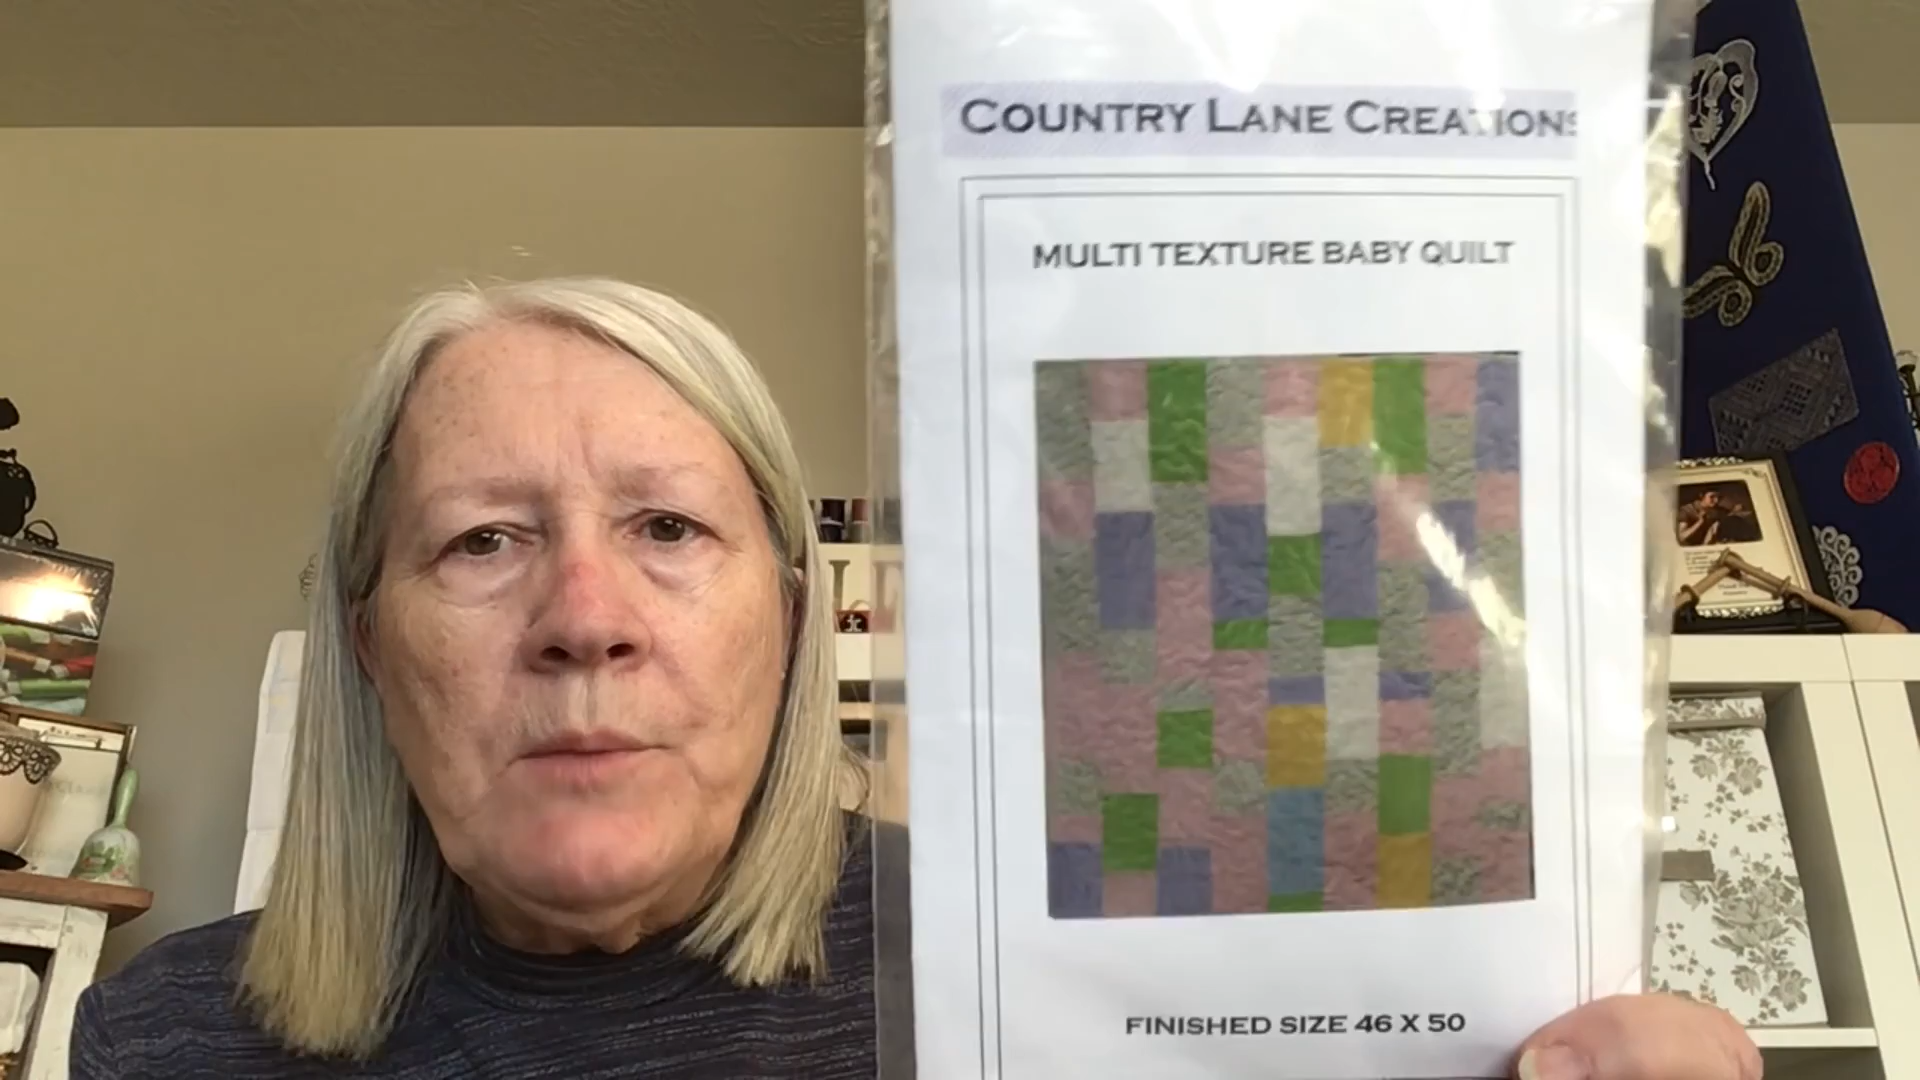 COUNTRY LANE CREATIONS
MULTI TEXTURE BABY QUILT
FINISHED SIZE 46 X 50